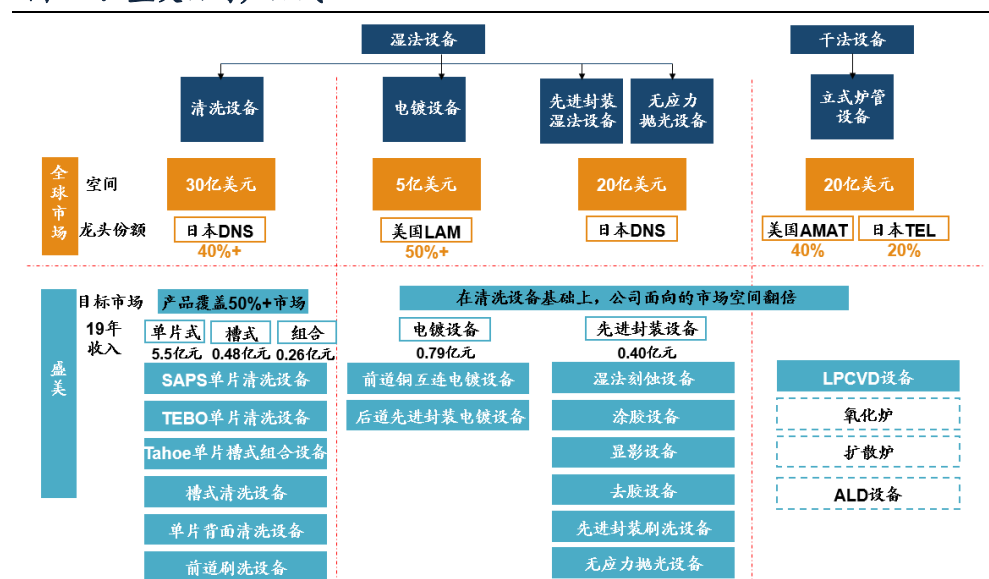 湿法设备
干法设备
清洗设备
电镀设备
先进封装
湿法设备
无应力
抛光设备
立式炉管
设备
全球市场
空间
30亿美元
5亿美元
20亿美元
20亿美元
龙头份额
日本DNS
美国LAM
日本DNS
美国AMAT
日本TEL
40%+
50%+
40%
20%
盛美
目标市场
产品覆盖50%+市场
在清洗设备基础上，公司面向的市场空间翻倍
19年
收入
单片式
槽式
组合
电镀设备
先进封装设备
5.5亿元
0.48亿元
0.26亿元
0.79亿元
0.40亿元
SAPS单片清洗设备
前道铜互连电镀设备
湿法刻蚀设备
LPCVD设备
TEBO单片清洗设备
后道先进封装电镀设备
涂胶设备
氧化炉
Tahoe单片槽式组合设备
显影设备
扩散炉
槽式清洗设备
去胶设备
ALD设备
单片背面清洗设备
先进封装刷洗设备
前道刷洗设备
无应力抛光设备